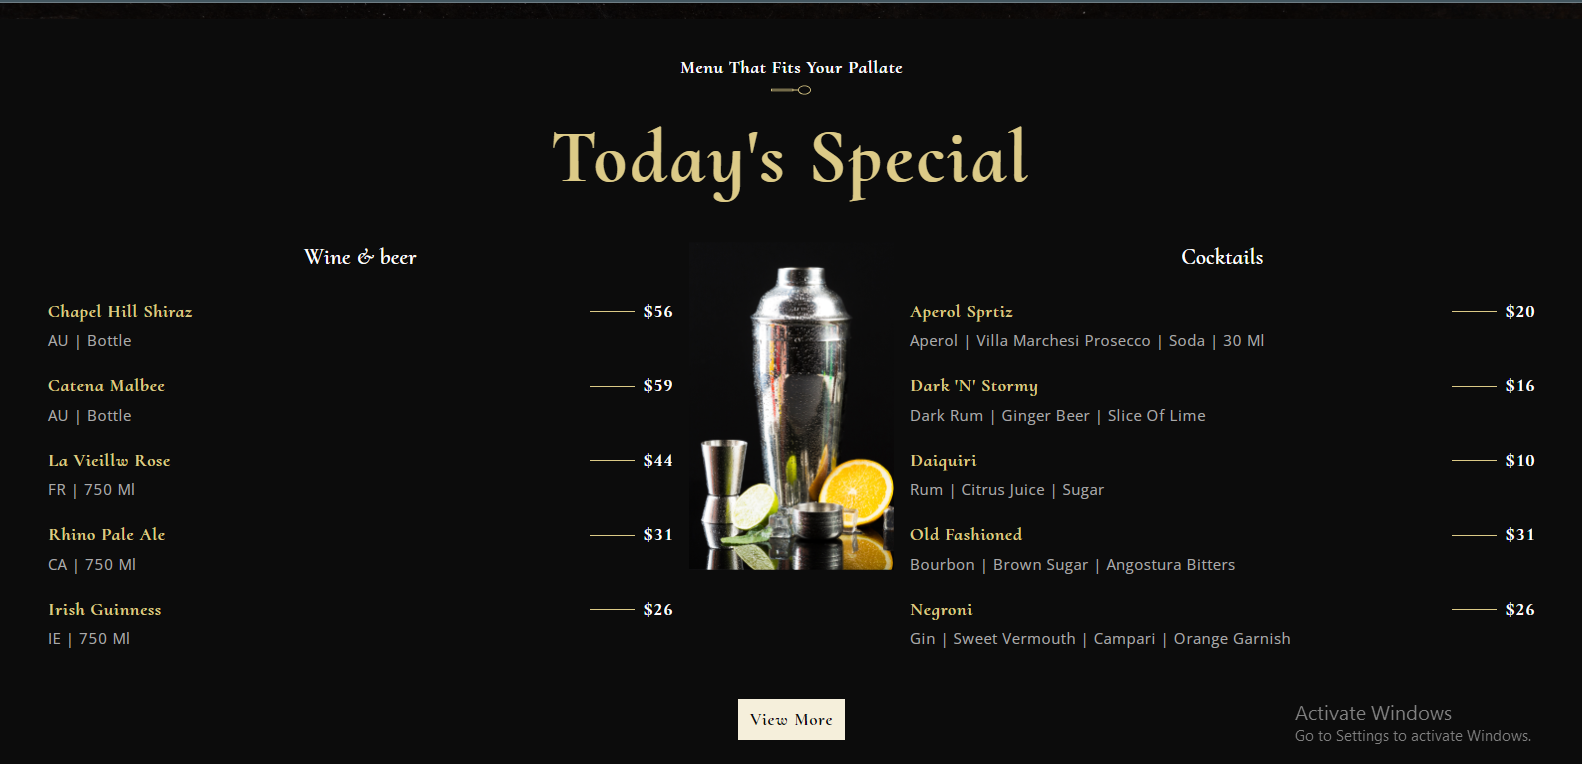 Menu That Fits Your Pallate
Today's Special
Wine & beer
Chapel Hill Shiraz $56
AU | Bottle
Catena Malbee $59
AU | Bottle
La Vieillw Rose $44
FR | 750 Ml
Rhino Pale Ale $31
CA | 750 Ml
Irish Guinness $26
IE | 750 Ml
Cocktails
Aperol Sprtiz $20
Aperol | Villa Marchesi Prosecco | Soda | 30 Ml
Dark 'N' Stormy $16
Dark Rum | Ginger Beer | Slice Of Lime
Daiquiri $10
Rum | Citrus Juice | Sugar
Old Fashioned $31
Bourbon | Brown Sugar | Angostura Bitters
Negroni $26
Gin | Sweet Vermouth | Campari | Orange Garnish
View More
Activate Windows
Go to Settings to activate Windows.